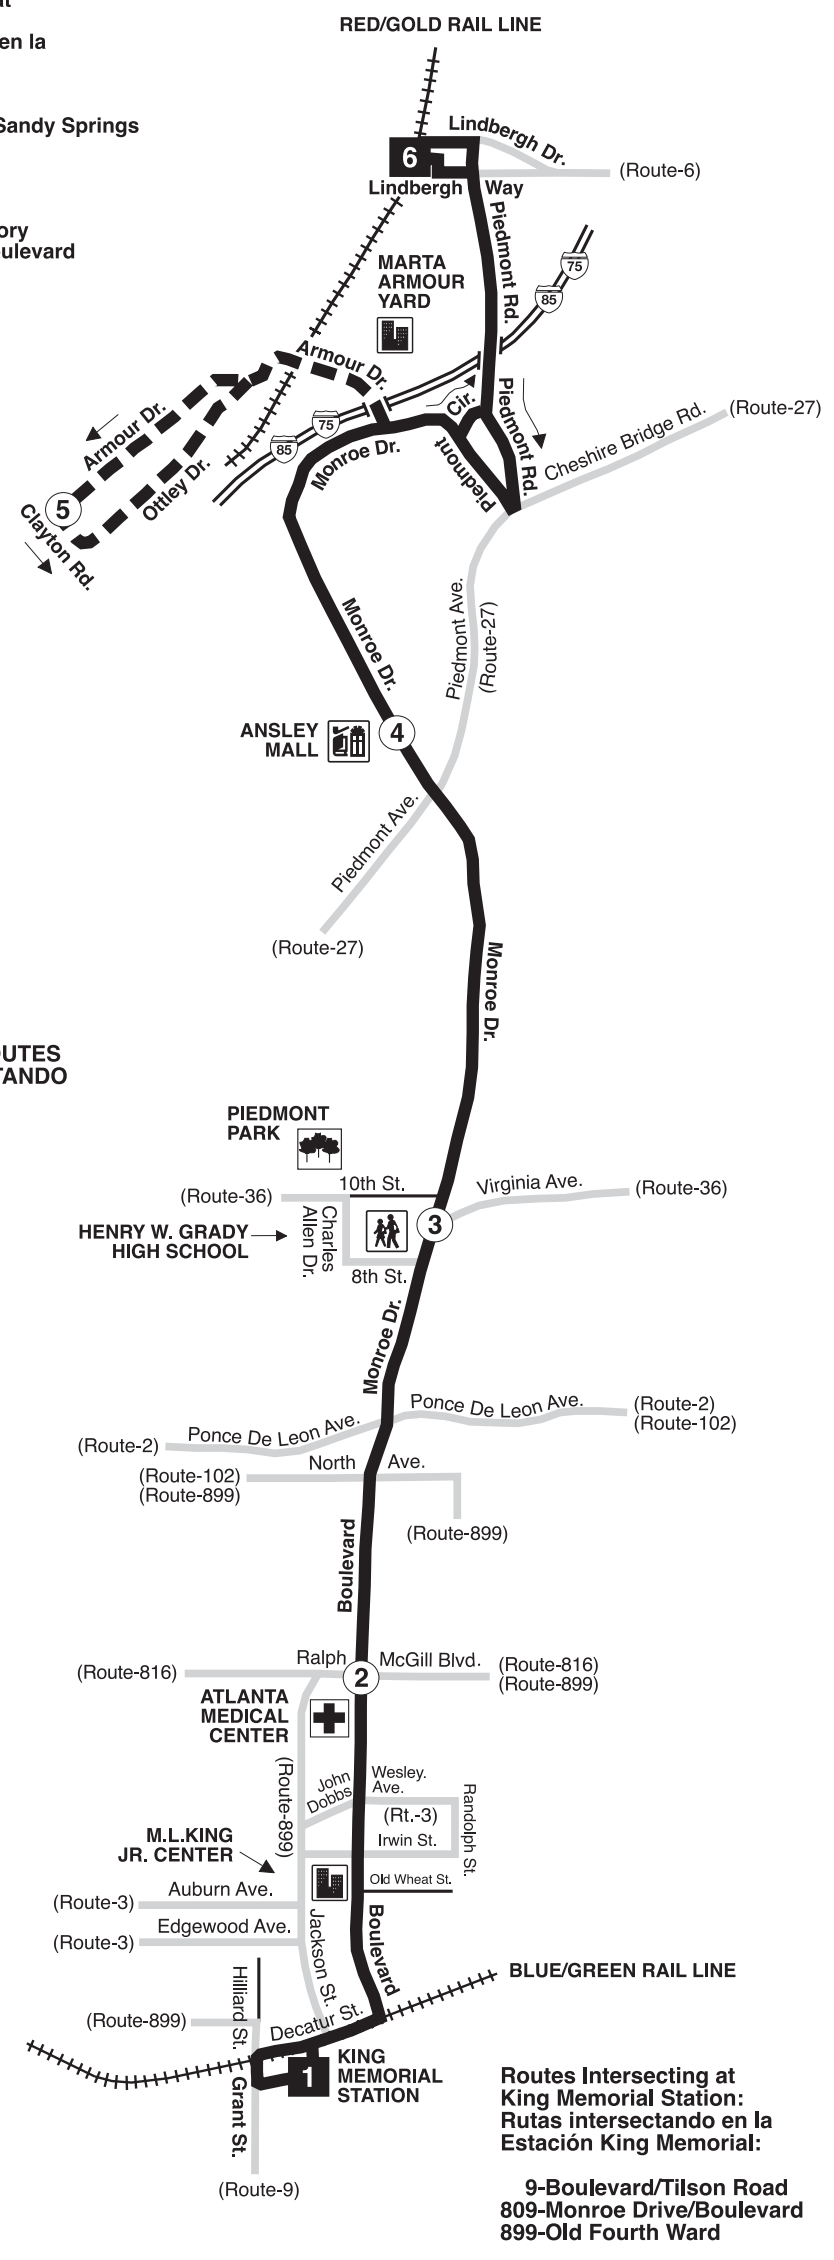 en la
Sandy Springs
RED/GOLD RAIL LINE
Lindbergh Dr.
6
(Route-6)
Lindbergh Way
Piedmont Rd.
MARTA
ARMOUR
YARD
75
85
Armour Dr.
Armour Dr.
75
85
Cir.
Piedmont
Piedmont Rd.
(Route-27)
Cheshire Bridge Rd.
Monroe Dr.
Ottley Dr.
5
Clayton Rd.
Monroe Dr.
Piedmont Ave.
(Route-27)
ANSLEY
MALL
4
Piedmont Ave.
(Route-27)
Monroe Dr.
PIEDMONT
PARK
10th St.
Virginia Ave.
(Route-36)
(Route-36)
3
HENRY W. GRADY
HIGH SCHOOL
Charles
Allen Dr.
8th St.
Monroe Dr.
Ponce De Leon Ave.
(Route-2)
(Route-102)
Ponce De Leon Ave.
(Route-2)
North Ave.
(Route-102)
(Route-899)
(Route-899)
Boulevard
Ralph McGill Blvd.
(Route-816)
2
(Route-816)
(Route-899)
ATLANTA
MEDICAL
CENTER
(Route-899)
John Wesley.
Dobbs Ave.
(Rt.-3)
Randolph St.
Irwin St.
M.L.KING
JR. CENTER
Old Wheat St.
Auburn Ave.
(Route-3)
Edgewood Ave.
(Route-3)
Jackson St.
Boulevard
BLUE/GREEN RAIL LINE
Hilliard St.
(Route-899)
Decatur St.
1
KING
MEMORIAL
STATION
Grant St.
(Route-9)
Routes Intersecting at
King Memorial Station:
Rutas intersectando en la
Estación King Memorial:
9-Boulevard/Tilson Road
809-Monroe Drive/Boulevard
899-Old Fourth Ward